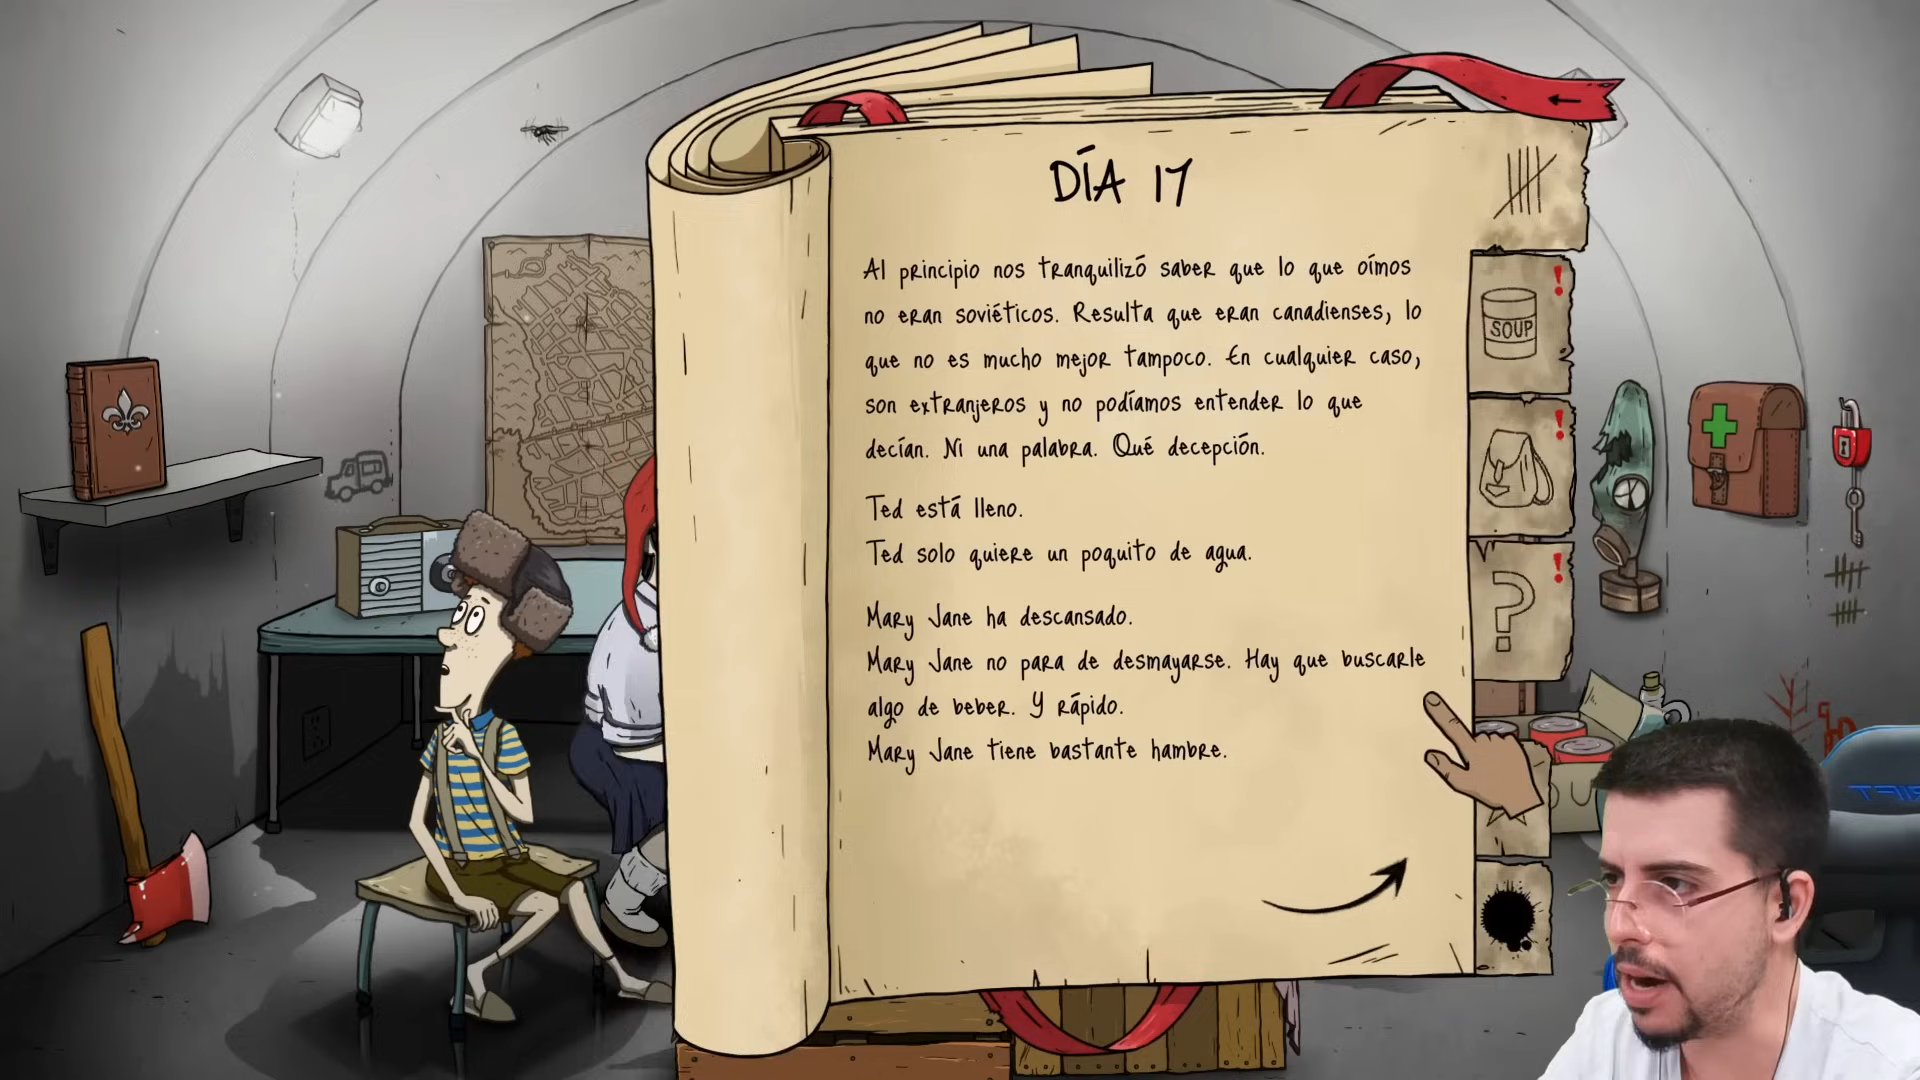 DÍA 17
Al principio nos tranquilizó saber que lo que oímos
no eran soviéticos. Resulta que eran canadienses, lo
que no es mucho mejor tampoco. En cualquier caso,
son extranjeros y no podíamos entender lo que
decían. Ni una palabra. Qué decepción.
Ted está lleno.
Ted solo quiere un poquito de agua.
Mary Jane ha descansado.
Mary Jane no para de desmayarse. Hay que buscarle
algo de beber. Y rápido.
Mary Jane tiene bastante hambre.
!
SOUP
!
!
?